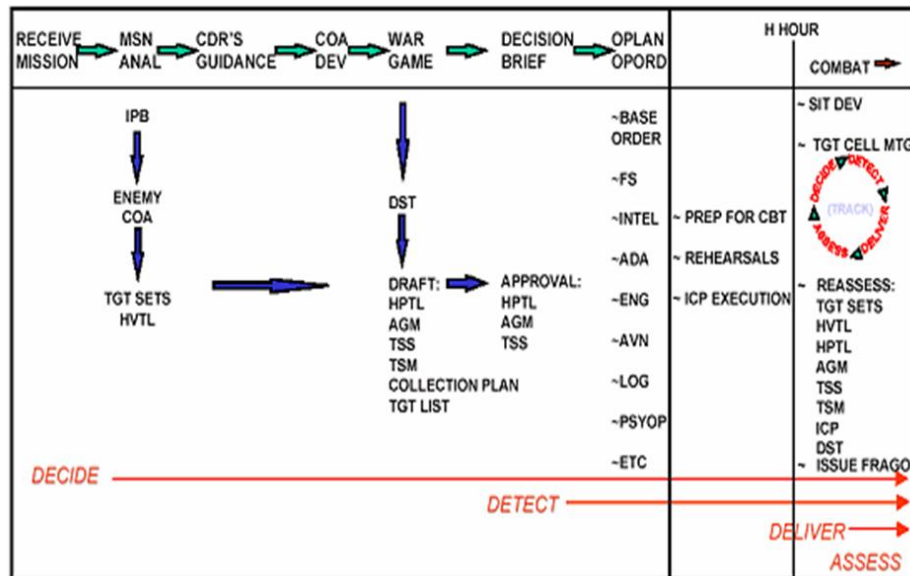 RECEIVE MISSION
MSN ANAL
CDR'S GUIDANCE
COA DEV
WAR GAME
DECISION BRIEF
OPLAN OPORD
H HOUR
COMBAT
IPB
ENEMY
COA
TGT SETS
HVTL
DST
DRAFT:
HPTL
AGM
TSS
TSM
COLLECTION PLAN
TGT LIST
APPROVAL:
HPTL
AGM
TSS
~BASE
ORDER
~FS
~INTEL
~ADA
~ENG
~AVN
~LOG
~PSYOP
~ETC
~ PREP FOR CBT
~ REHEARSALS
~ ICP EXECUTION
~ SIT DEV
~ TGT CELL MTG
DECIDE
DETECT
DELIVER
ASSESS
(TRACK)
~ REASSESS:
TGT SETS
HVTL
HPTL
AGM
TSS
TSM
ICP
DST
~ ISSUE FRAGO
DECIDE
DETECT
DELIVER
ASSESS